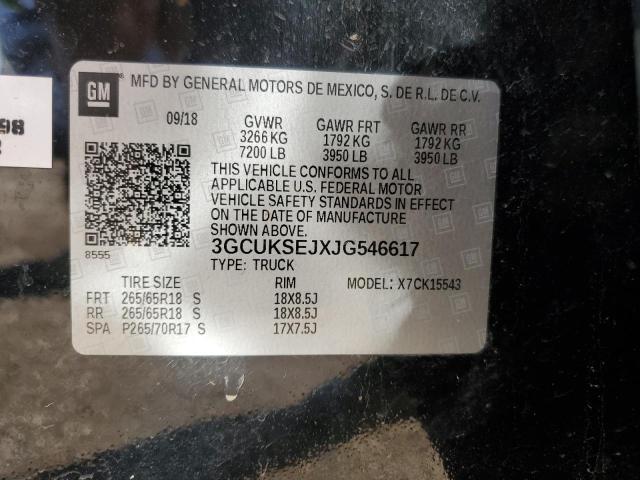 GM
MFD BY GENERAL MOTORS DE MEXICO, S. DE R.L. DE C.V.
09/18 GVWR GAWR FRT GAWR RR
3266 KG 1792 KG 1792 KG
7200 LB 3950 LB 3950 LB
THIS VEHICLE CONFORMS TO ALL
APPLICABLE U.S. FEDERAL MOTOR
VEHICLE SAFETY STANDARDS IN EFFECT
ON THE DATE OF MANUFACTURE
SHOWN ABOVE.
8555
3GCUKSEJXJG546617
TYPE: TRUCK
TIRE SIZE RIM MODEL: X7CK15543
FRT 265/65R18 S 18X8.5J
RR 265/65R18 S 18X8.5J
SPA P265/70R17 S 17X7.5J